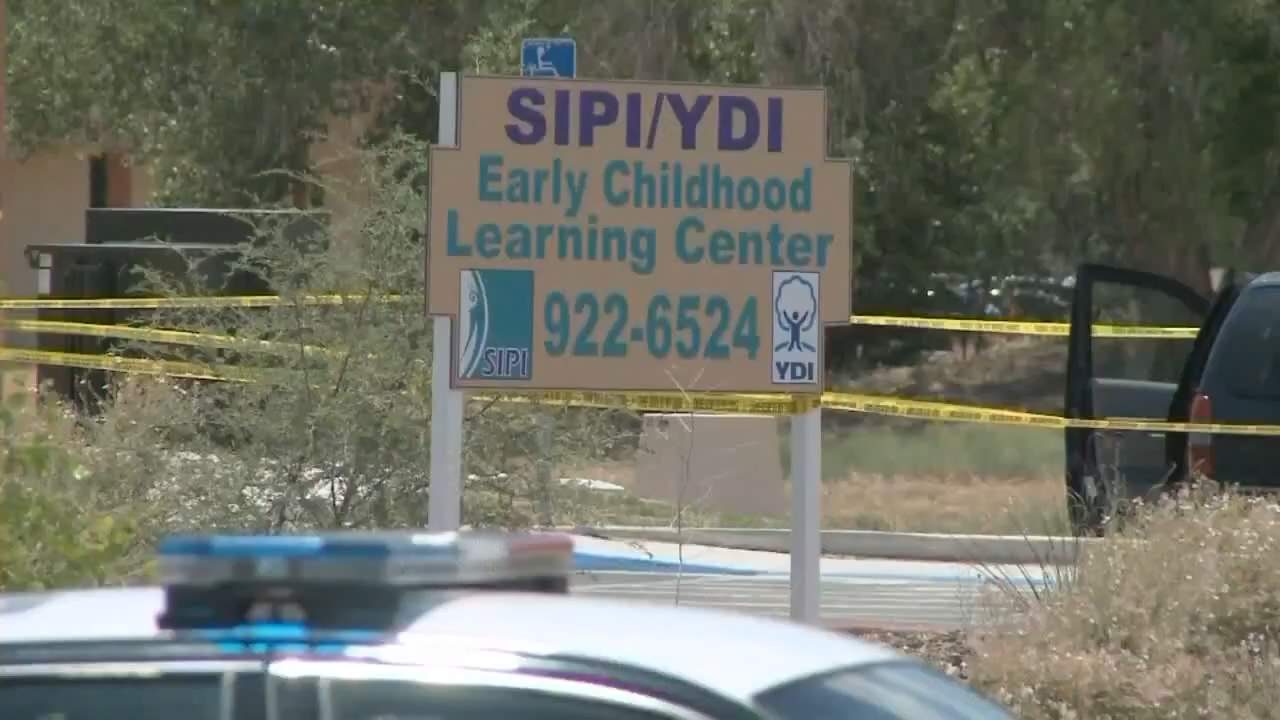 SIPI/YDI
Early Childhood
Learning Center
922-6524
SIPI
YDI